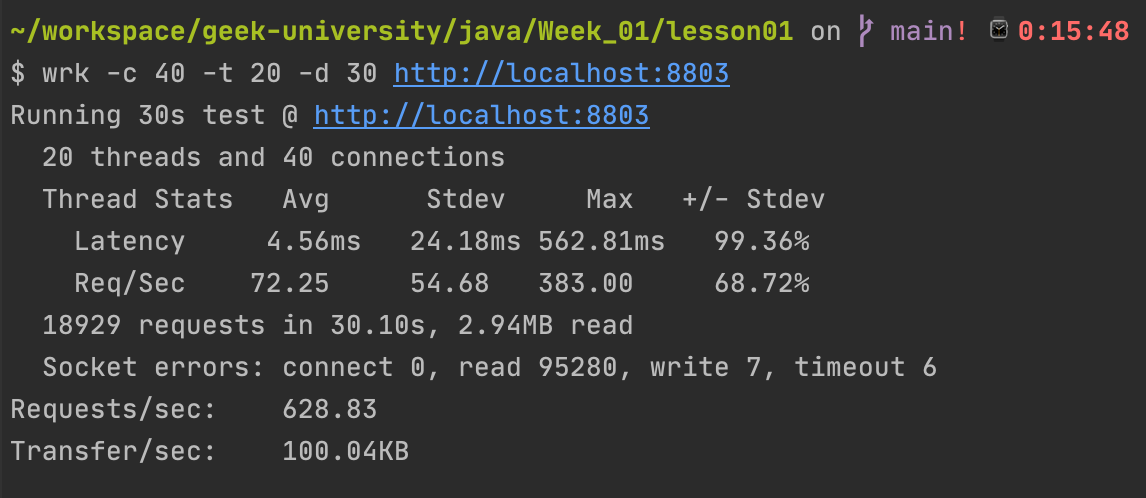 ~/workspace/geek-university/java/Week_01/lesson01 on main! 0:15:48
$ wrk -c 40 -t 20 -d 30 http://localhost:8803
Running 30s test @ http://localhost:8803
  20 threads and 40 connections
  Thread Stats   Avg      Stdev     Max   +/- Stdev
    Latency     4.56ms   24.18ms 562.81ms   99.36%
    Req/Sec    72.25     54.68   383.00     68.72%
  18929 requests in 30.10s, 2.94MB read
  Socket errors: connect 0, read 95280, write 7, timeout 6
Requests/sec:    628.83
Transfer/sec:    100.04KB